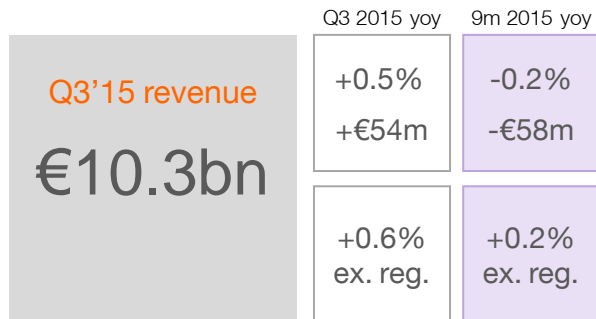 Q3 2015 yoy
9m 2015 yoy
Q3’15 revenue
€10.3bn
+0.5%
+€54m
-0.2%
-€58m
+0.6%
ex. reg.
+0.2%
ex. reg.